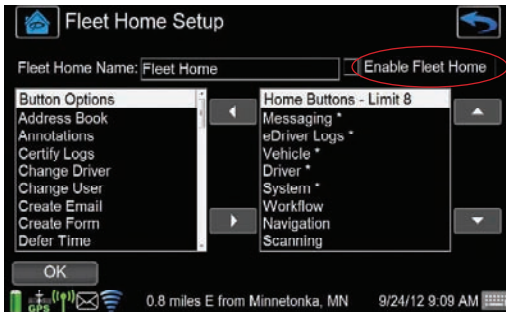 Fleet Home Setup
Fleet Home Name: Fleet Home Enable Fleet Home
Button Options
Address Book
Annotations
Certify Logs
Change Driver
Change User
Create Email
Create Form
Defer Time
Home Buttons - Limit 8
Messaging *
eDriver Logs *
Vehicle *
Driver *
System *
Workflow
Navigation
Scanning
OK
GPS 0.8 miles E from Minnetonka, MN 9/24/12 9:09 AM